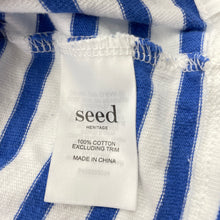 seed
HERITAGE
100% COTTON
EXCLUDING TRIM
MADE IN CHINA